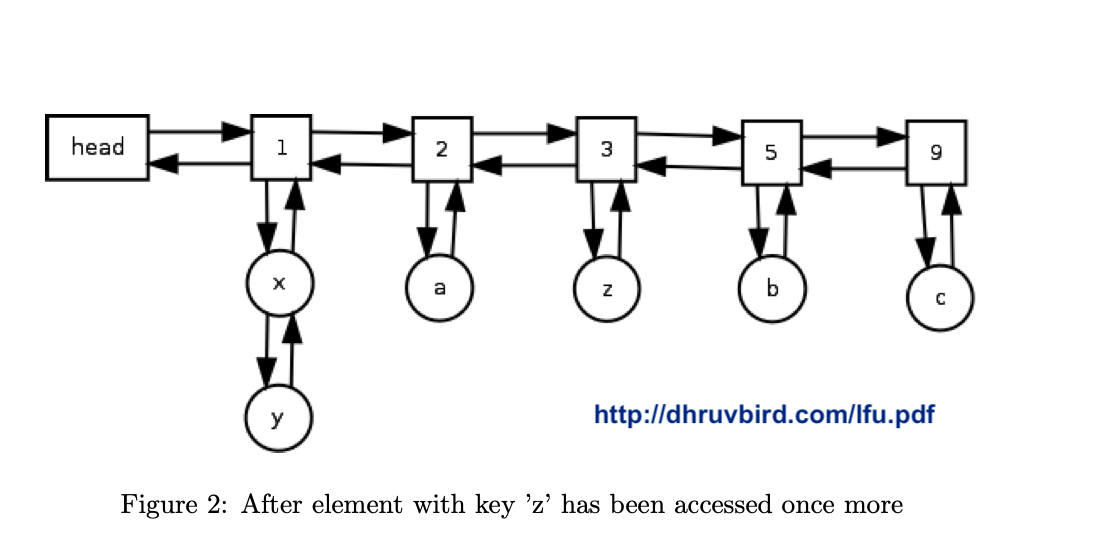 head 1 2 3 5 9
x a z b c
y
http://dhruvbird.com/lfu.pdf
Figure 2: After element with key ’z’ has been accessed once more